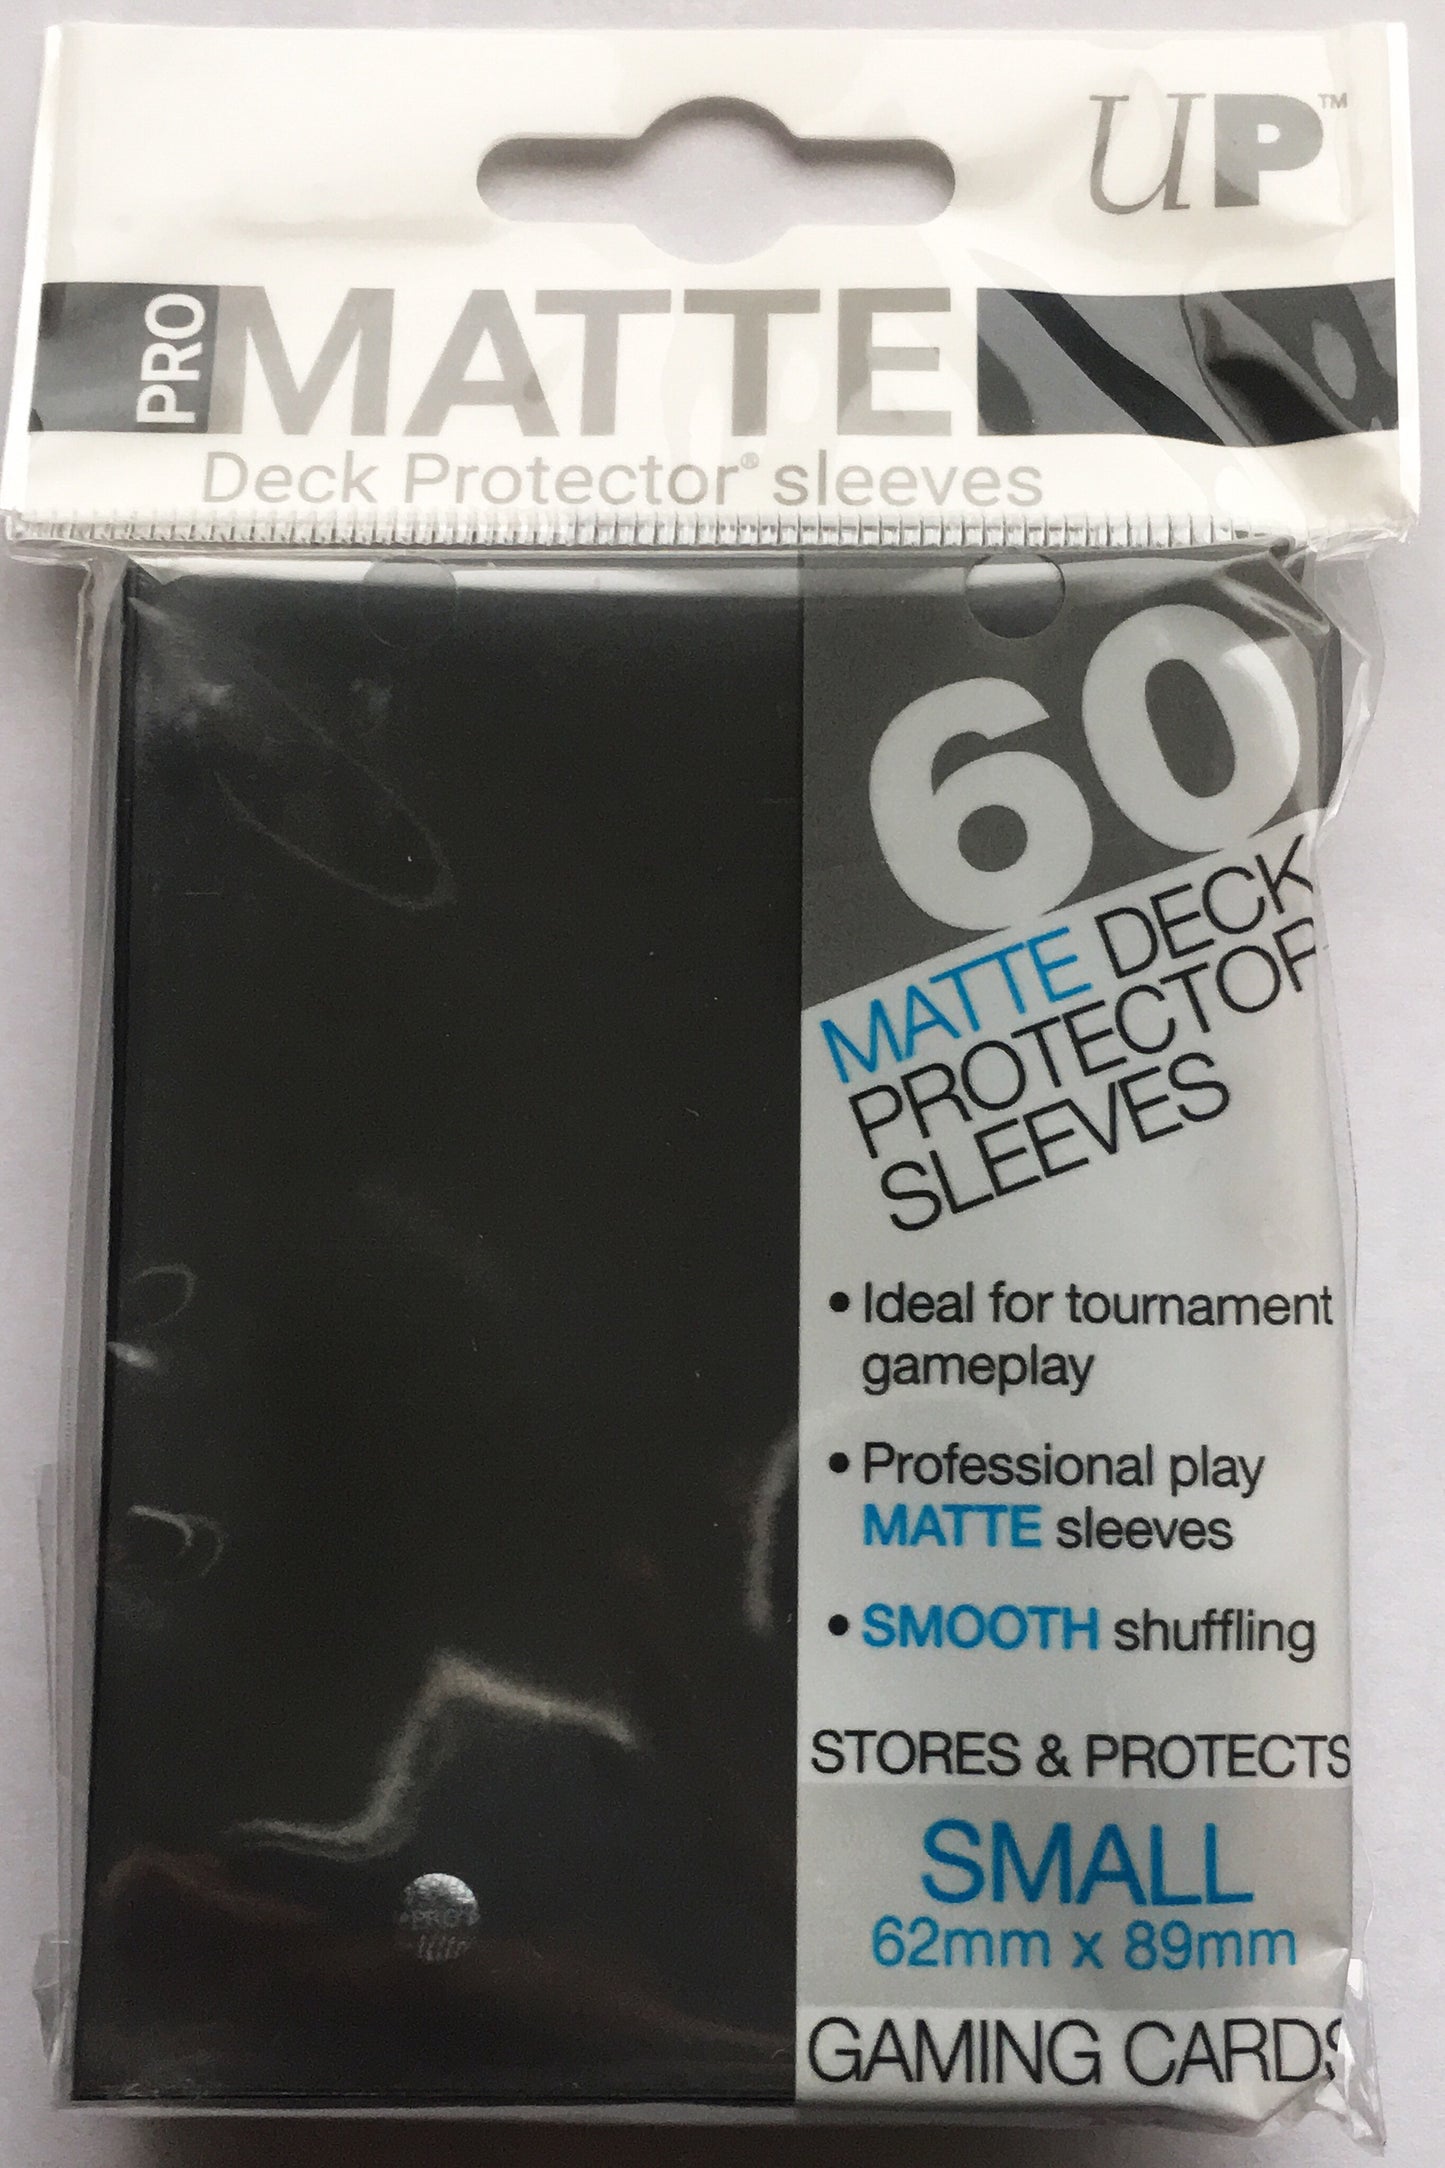 UP™
PRO MATTE
Deck Protector® sleeves
60
MATTE DECK
PROTECTOR
SLEEVES
• Ideal for tournament
gameplay
• Professional play
MATTE sleeves
• SMOOTH shuffling
STORES & PROTECTS
SMALL
62mm x 89mm
GAMING CARDS
PRO